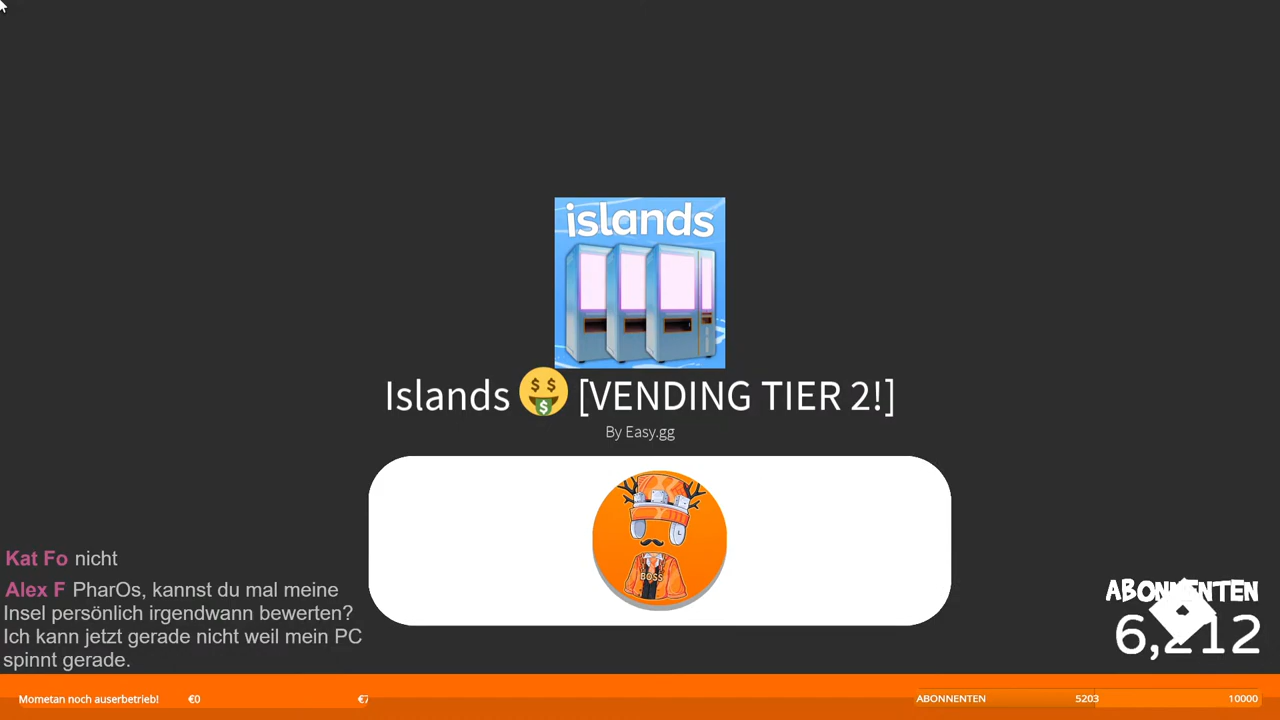 islands
Islands 🤑 [VENDING TIER 2!]
By Easy.gg
BOSS
Kat Fo nicht
Alex F PharOs, kannst du mal meine
Insel persönlich irgendwann bewerten?
Ich kann jetzt gerade nicht weil mein PC
spinnt gerade.
ABONNENTEN
6,212
Mometan noch auserbetrieb! €0 €7
ABONNENTEN 5203 10000